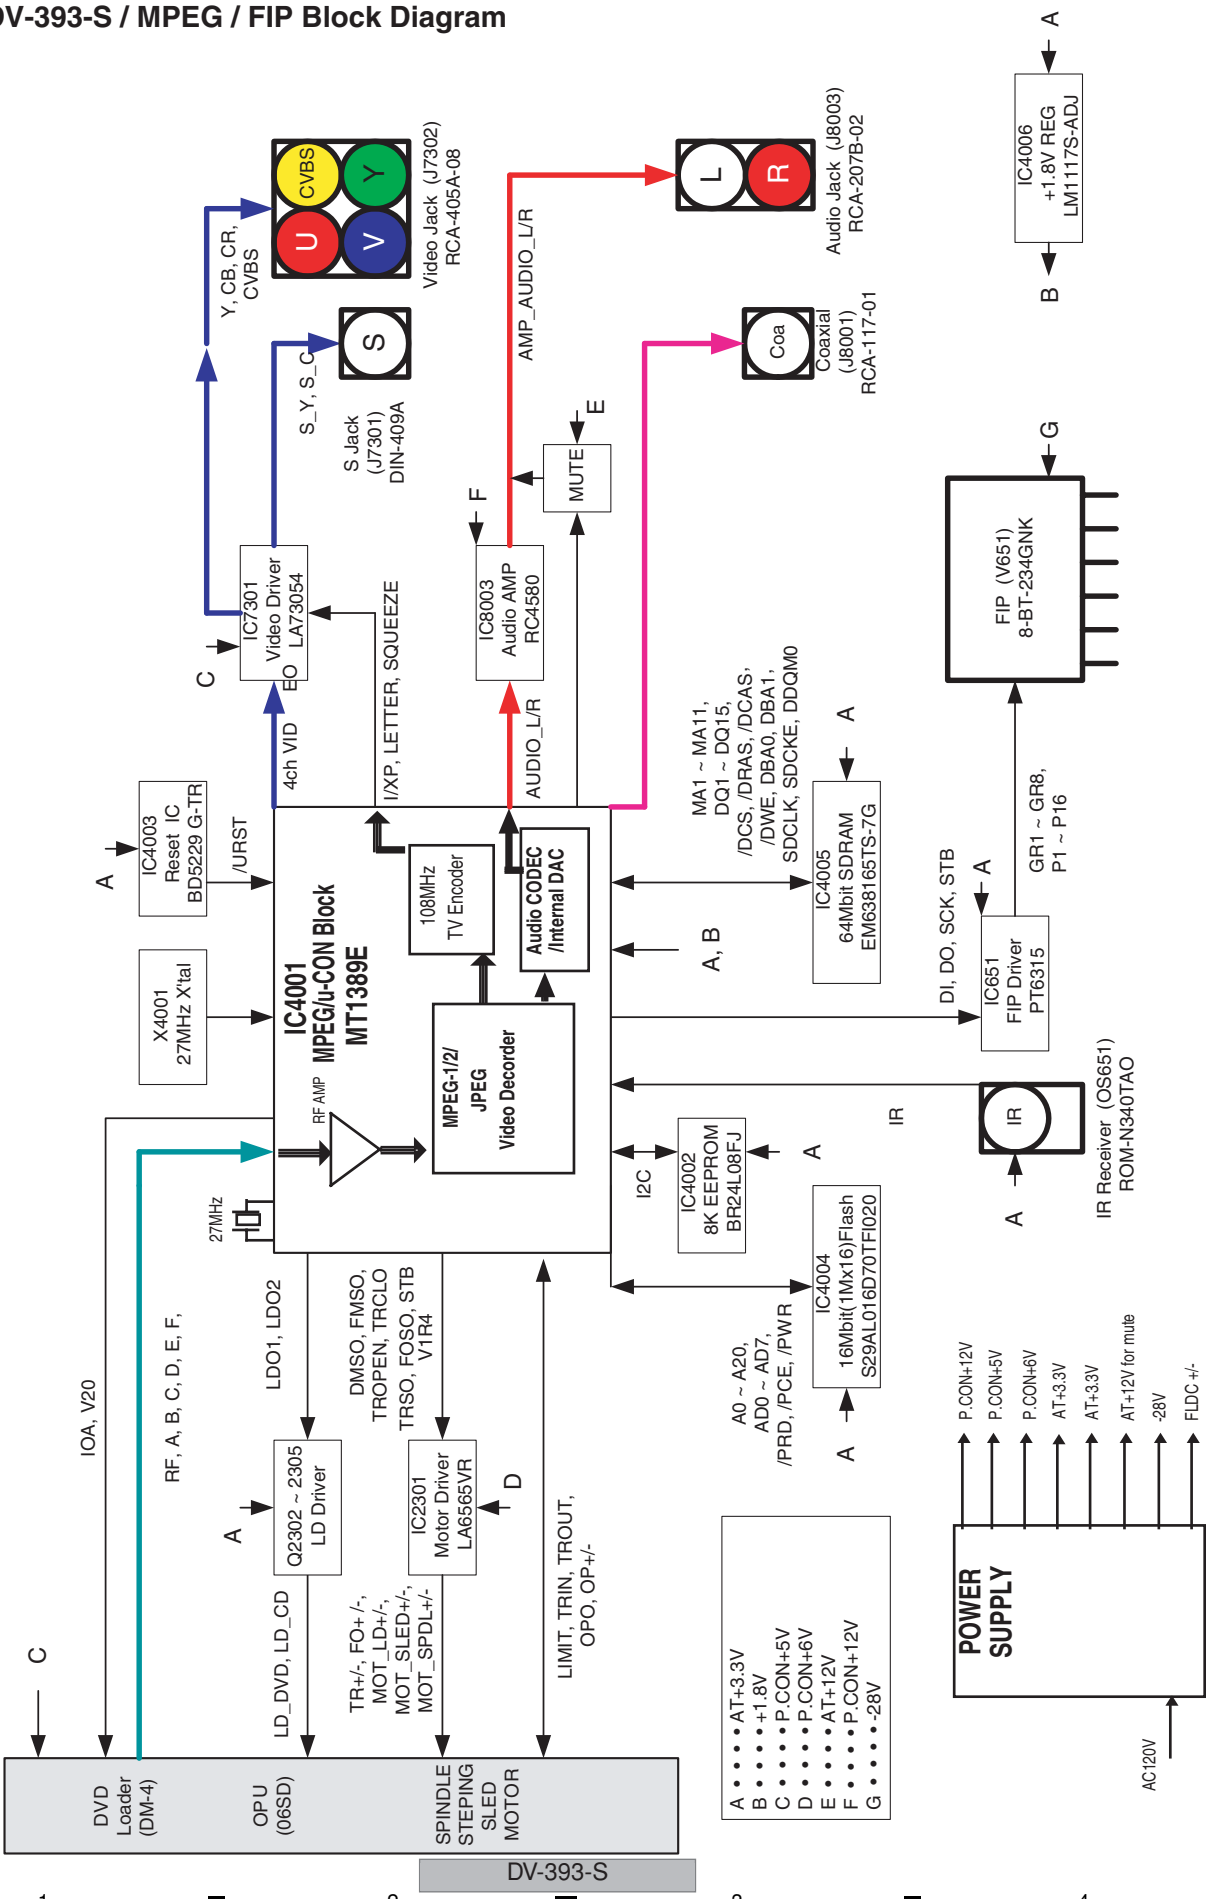 DV-393-S / MPEG / FIP Block Diagram
A
IC4006
+1.8V REG
LM1117S-ADJ
B
U
CVBS
V
Y
Video Jack (J7302)
RCA-405A-08
Y, CB, CR,
CVBS
S
S_Y, S_C
S Jack
(J7301)
DIN-409A
L
R
Audio Jack (J8003)
RCA-207B-02
AMP_AUDIO_L/R
Coa
Coaxial
(J8001)
RCA-117-01
E
MUTE
F
IC8003
Audio AMP
RC4580
AUDIO_L/R
C
IC7301
Video Driver
LA73054
4ch VID
EO
I/XP, LETTER, SQUEEZE
G
FIP (V651)
8-BT-234GNK
GR1 ~ GR8,
P1 ~ P16
A
IC4003
Reset IC
BD5229 G-TR
/URST
X4001
27MHz X'tal
IC4001
MPEG/u-CON Block
MT1389E
108MHz
TV Encoder
Audio CODEC
/Internal DAC
MPEG-1/2/
JPEG
Video Decorder
RF AMP
27MHz
MA1 ~ MA11,
DQ1 ~ DQ15,
/DCS, /DRAS, /DCAS,
/DWE, DBA0, DBA1,
SDCLK, SDCKE, DDQM0
A
IC4005
64Mbit SDRAM
EM638165TS-7G
A, B
DI, DO, SCK, STB
A
IC651
FIP Driver
PT6315
IR
IR
IR Receiver (OS651)
ROM-N340TAO
A
I2C
IC4002
8K EEPROM
BR24L08FJ
A
IC4004
16Mbit(1Mx16)Flash
S29AL016D70TFI020
A0 ~ A20,
AD0 ~ AD7,
/PRD, /PCE, /PWR
A
IOA, V20
RF, A, B, C, D, E, F,
LDO1, LDO2
DMSO, FMSO,
TROPEN, TRCLO
TRSO, FOSO, STB
V1R4
A
Q2302 ~ 2305
LD Driver
IC2301
Motor Driver
LA6565VR
D
LD_DVD, LD_CD
TR+/-, FO+ /-,
MOT_LD+/-,
MOT_SLED+/-,
MOT_SPDL+/-
LIMIT, TRIN, TROUT,
OPO, OP+/-
C
DVD
Loader
(DM-4)
OPU
(06SD)
SPINDLE
STEPING
SLED
MOTOR
A • • • • AT+3.3V
B • • • • +1.8V
C • • • • P.CON+5V
D • • • • P.CON+6V
E • • • • AT+12V
F • • • • P.CON+12V
G • • • • -28V
POWER
SUPPLY
AC120V
P.CON+12V
P.CON+5V
P.CON+6V
AT+3.3V
AT+3.3V
AT+12V for mute
-28V
FLDC +/-
DV-393-S